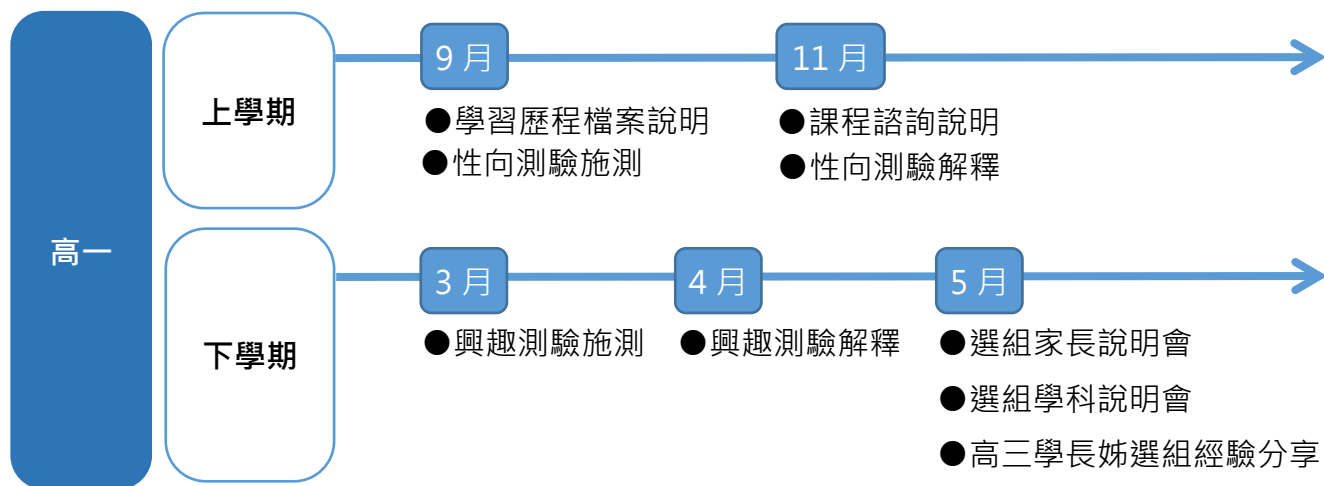 高一
上學期
9 月
●學習歷程檔案說明
●性向測驗施測
11 月
●課程諮詢說明
●性向測驗解釋
下學期
3 月
●興趣測驗施測
4 月
●興趣測驗解釋
5 月
●選組家長說明會
●選組學科說明會
●高三學長姊選組經驗分享